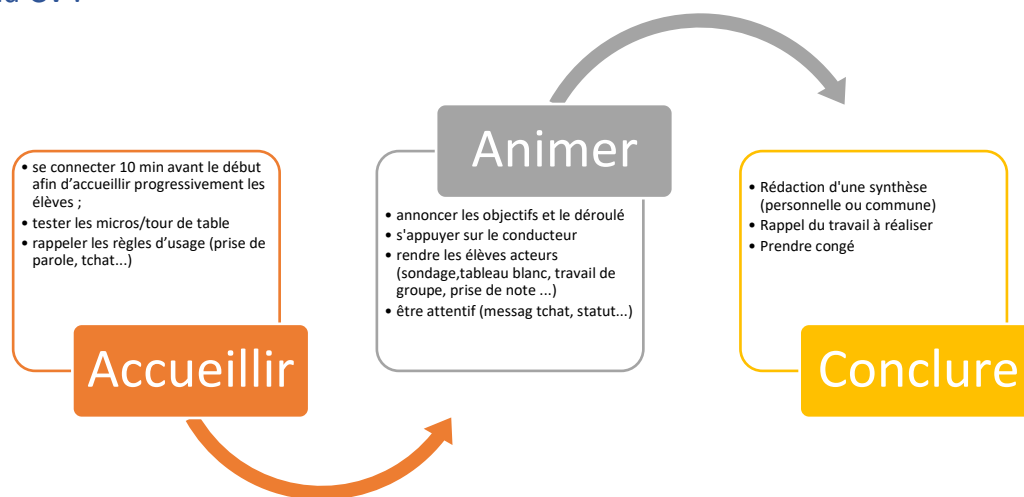 • se connecter 10 min avant le début
afin d’accueillir progressivement les
élèves ;
• tester les micros/tour de table
• rappeler les règles d’usage (prise de
parole, tchat...)
Accueillir
Animer
• annoncer les objectifs et le déroulé
• s'appuyer sur le conducteur
• rendre les élèves acteurs
(sondage,tableau blanc, travail de
groupe, prise de note ...)
• être attentif (messag tchat, statut...)
• Rédaction d'une synthèse
(personnelle ou commune)
• Rappel du travail à réaliser
• Prendre congé
Conclure